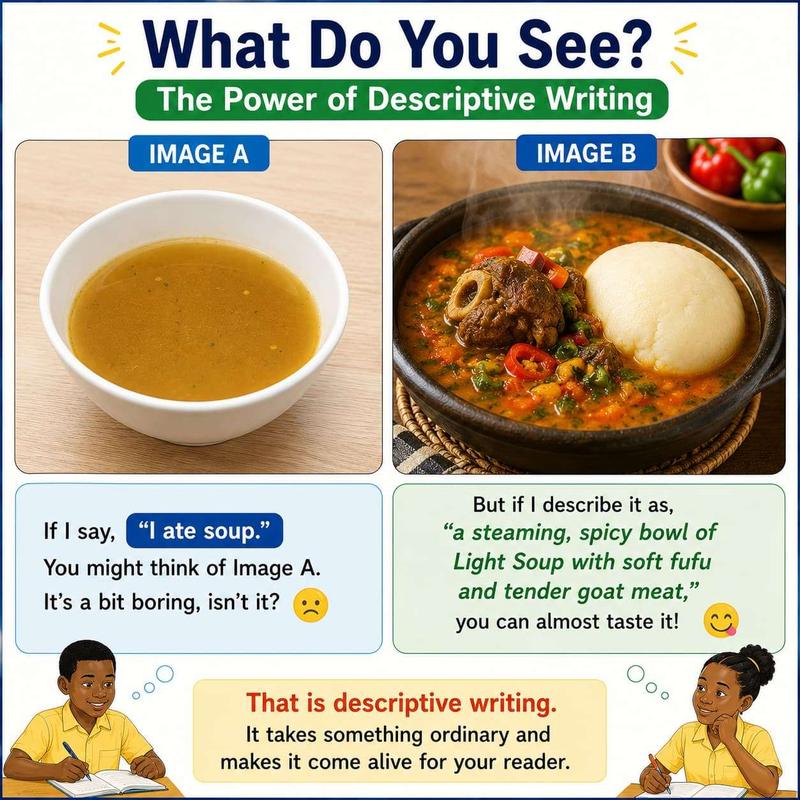 What Do You See?
The Power of Descriptive Writing
IMAGE A
IMAGE B
If I say, “I ate soup.”
You might think of Image A.
It’s a bit boring, isn’t it?
But if I describe it as,
“a steaming, spicy bowl of
Light Soup with soft fufu
and tender goat meat,”
you can almost taste it!
That is descriptive writing.
It takes something ordinary and
makes it come alive for your reader.